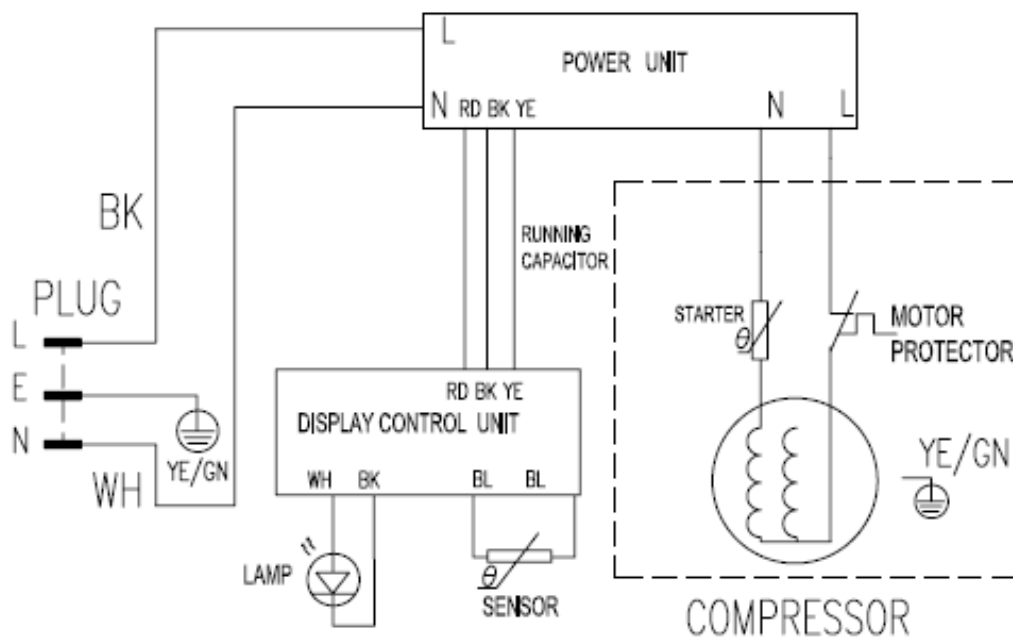 L
POWER UNIT
N RD BK YE N L
BK
RUNNING
CAPACITOR
PLUG
L
STARTER
θ
MOTOR
PROTECTOR
E
RD BK YE
DISPLAY CONTROL UNIT
N
YE/GN
YE/GN
WH
WH BK BL BL
LAMP
θ
SENSOR
COMPRESSOR